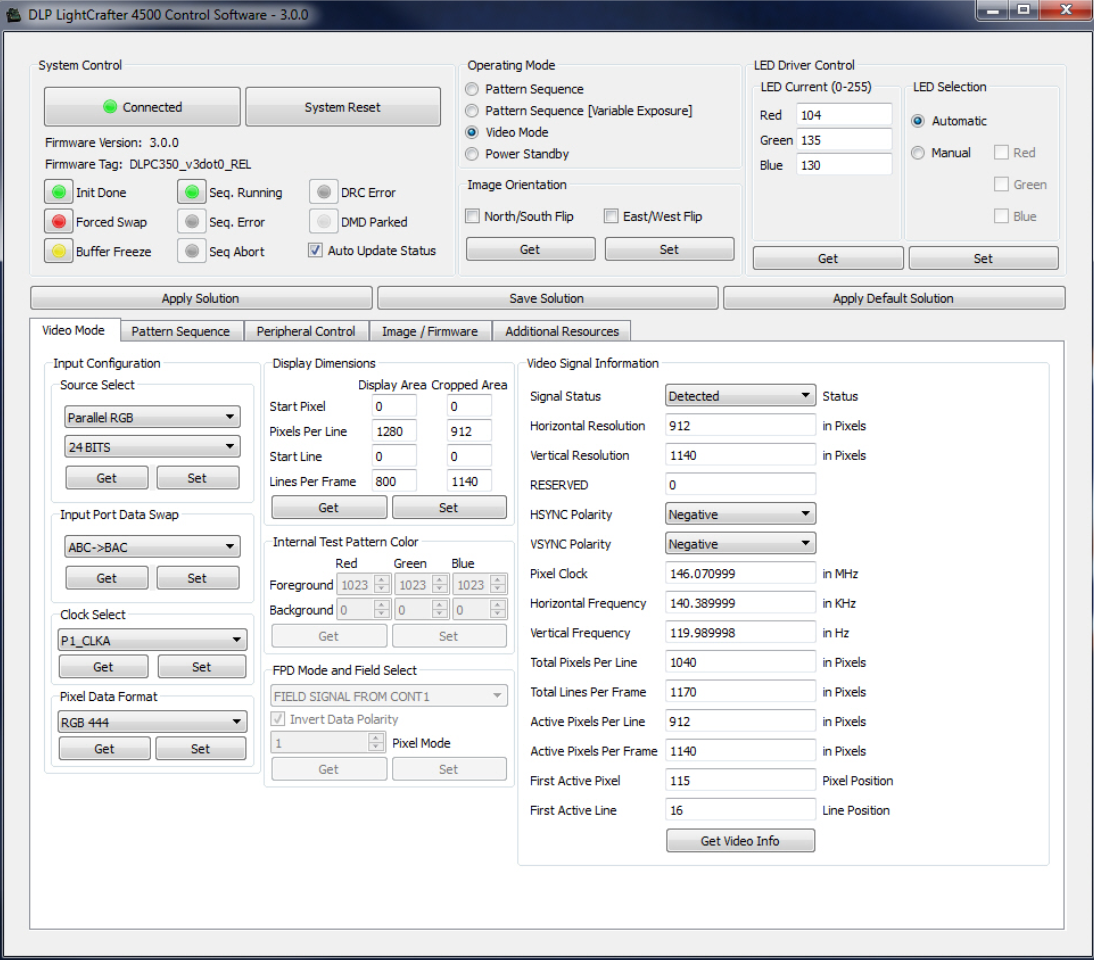 DLP LightCrafter 4500 Control Software - 3.0.0
System Control
Connected
System Reset
Firmware Version: 3.0.0
Firmware Tag: DLPC350_v3dot0_REL
Init Done
Seq. Running
DRC Error
Forced Swap
Seq. Error
DMD Parked
Buffer Freeze
Seq Abort
Auto Update Status
Operating Mode
Pattern Sequence
Pattern Sequence [Variable Exposure]
Video Mode
Power Standby
Image Orientation
North/South Flip
East/West Flip
Get
Set
LED Driver Control
LED Current (0-255)
Red 104
Green 135
Blue 130
LED Selection
Automatic
Manual
Red
Green
Blue
Get
Set
Apply Solution
Save Solution
Apply Default Solution
Video Mode
Pattern Sequence
Peripheral Control
Image / Firmware
Additional Resources
Input Configuration
Source Select
Parallel RGB
24 BITS
Get
Set
Input Port Data Swap
ABC->BAC
Get
Set
Clock Select
P1_CLKA
Get
Set
Pixel Data Format
RGB 444
Get
Set
Display Dimensions
Display Area Cropped Area
Start Pixel 0 0
Pixels Per Line 1280 912
Start Line 0 0
Lines Per Frame 800 1140
Get
Set
Internal Test Pattern Color
Red Green Blue
Foreground 1023 1023 1023
Background 0 0 0
Get
Set
FPD Mode and Field Select
FIELD SIGNAL FROM CONT1
Invert Data Polarity
1 Pixel Mode
Get
Set
Video Signal Information
Signal Status Detected Status
Horizontal Resolution 912 in Pixels
Vertical Resolution 1140 in Pixels
RESERVED 0
HSYNC Polarity Negative
VSYNC Polarity Negative
Pixel Clock 146.070999 in MHz
Horizontal Frequency 140.389999 in KHz
Vertical Frequency 119.989998 in Hz
Total Pixels Per Line 1040 in Pixels
Total Lines Per Frame 1170 in Pixels
Active Pixels Per Line 912 in Pixels
Active Pixels Per Frame 1140 in Pixels
First Active Pixel 115 Pixel Position
First Active Line 16 Line Position
Get Video Info